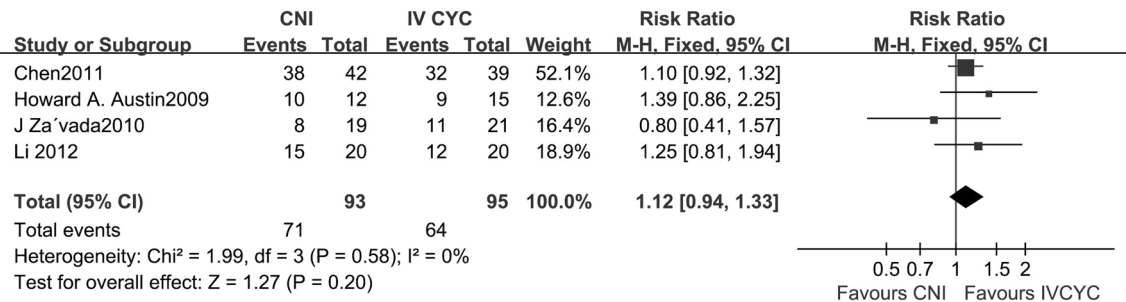 CNI IV CYC Risk Ratio Risk Ratio
Study or Subgroup Events Total Events Total Weight M-H, Fixed, 95% CI M-H, Fixed, 95% CI
Chen2011 38 42 32 39 52.1% 1.10 [0.92, 1.32]
Howard A. Austin2009 10 12 9 15 12.6% 1.39 [0.86, 2.25]
J Za´vada2010 8 19 11 21 16.4% 0.80 [0.41, 1.57]
Li 2012 15 20 12 20 18.9% 1.25 [0.81, 1.94]
Total (95% CI) 93 95 100.0% 1.12 [0.94, 1.33]
Total events 71 64
Heterogeneity: Chi² = 1.99, df = 3 (P = 0.58); I² = 0%
Test for overall effect: Z = 1.27 (P = 0.20)
0.5 0.7 1 1.5 2
Favours CNI Favours IVCYC